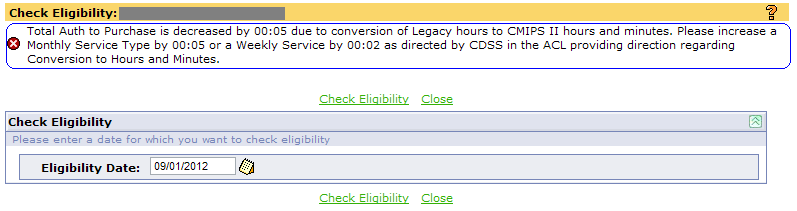 Check Eligibility:
Total Auth to Purchase is decreased by 00:05 due to conversion of Legacy hours to CMIPS II hours and minutes. Please increase a
Monthly Service Type by 00:05 or a Weekly Service by 00:02 as directed by CDSS in the ACL providing direction regarding
Conversion to Hours and Minutes.
Check Eligibility Close
Check Eligibility
Please enter a date for which you want to check eligibility
Eligibility Date: 09/01/2012
Check Eligibility Close